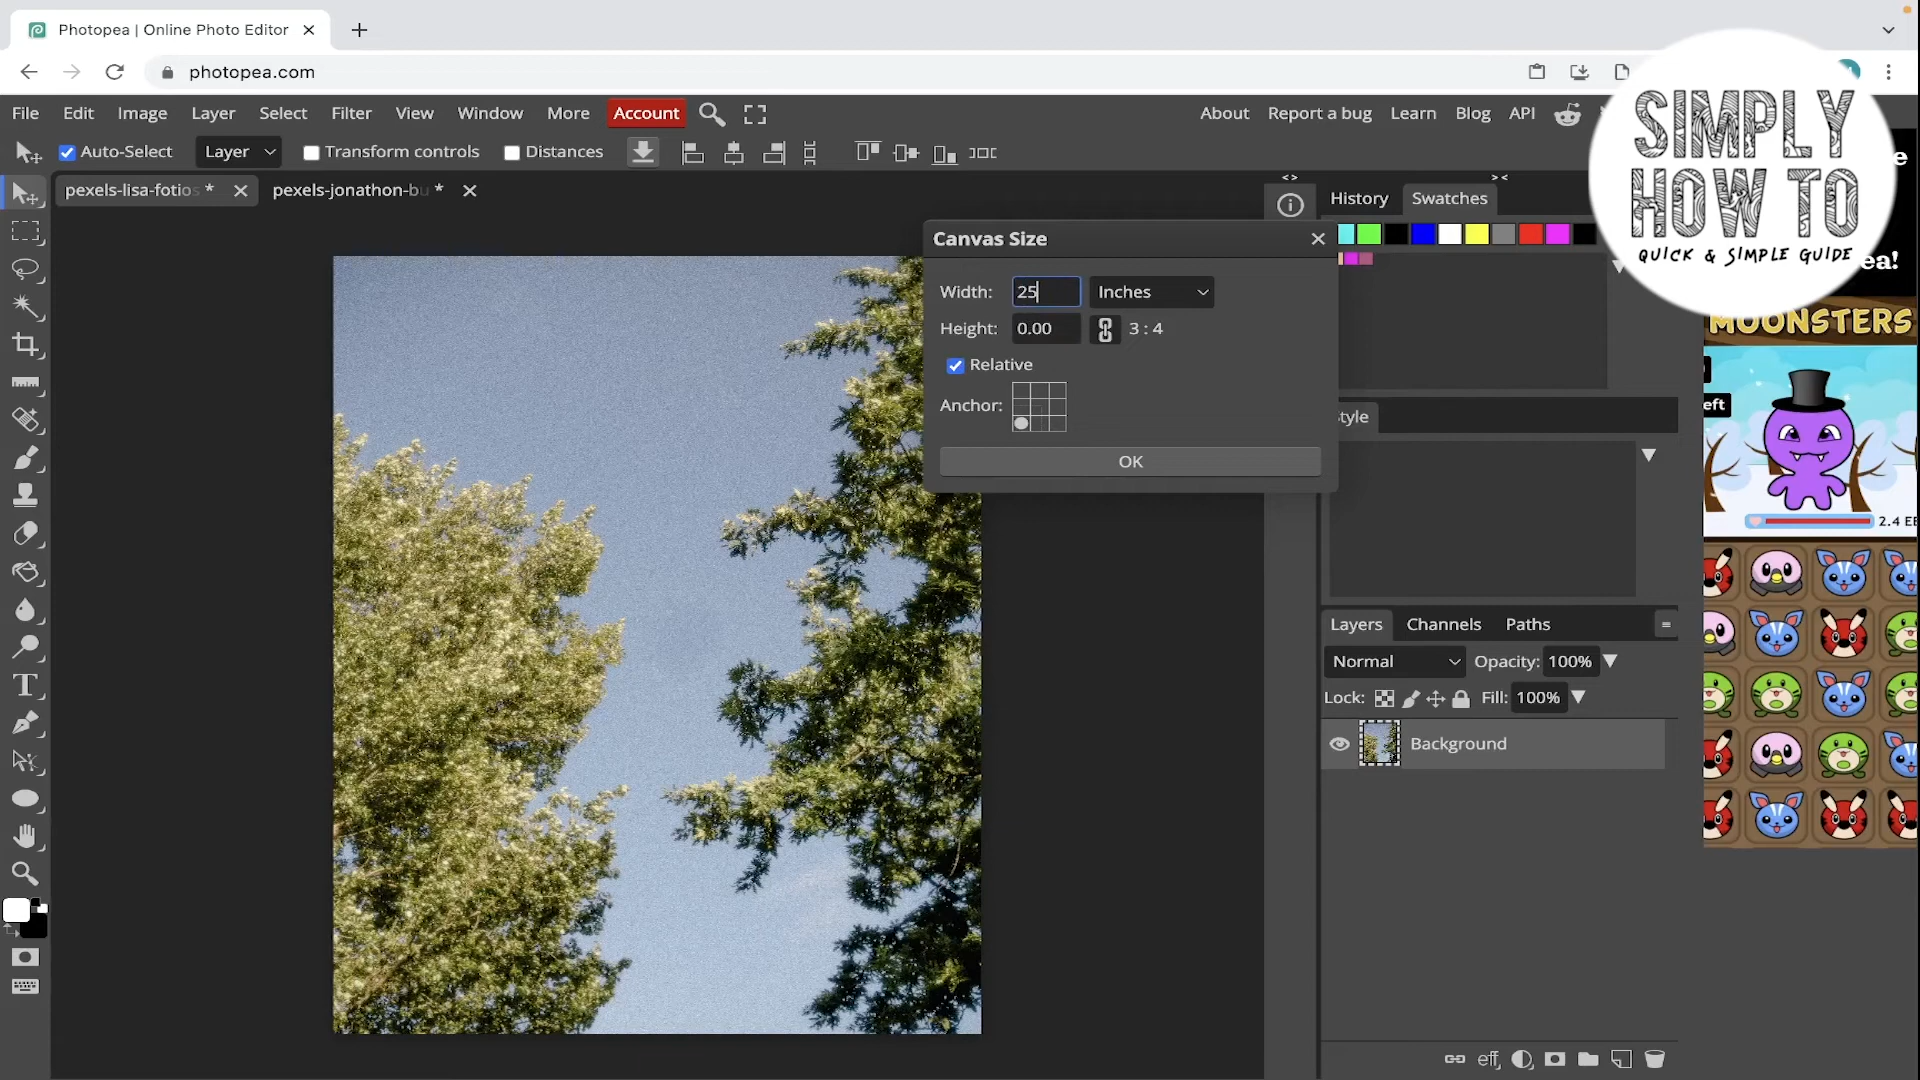 Photopea | Online Photo Editor
photopea.com
File Edit Image Layer Select Filter View Window More Account
About Report a bug Learn Blog API
Auto-Select Layer Transform controls Distances
pexels-lisa-fotios * pexels-jonathon-bu *
History Swatches
SIMPLY
HOW TO
QUICK & SIMPLE GUIDE
ea!
Canvas Size
Width: 25 Inches
Height: 0.00 3 : 4
Relative
Anchor:
OK
Style
MOONSTERS
eft
2.4 EE
Layers Channels Paths
Normal Opacity: 100%
Lock: Fill: 100%
Background
eff